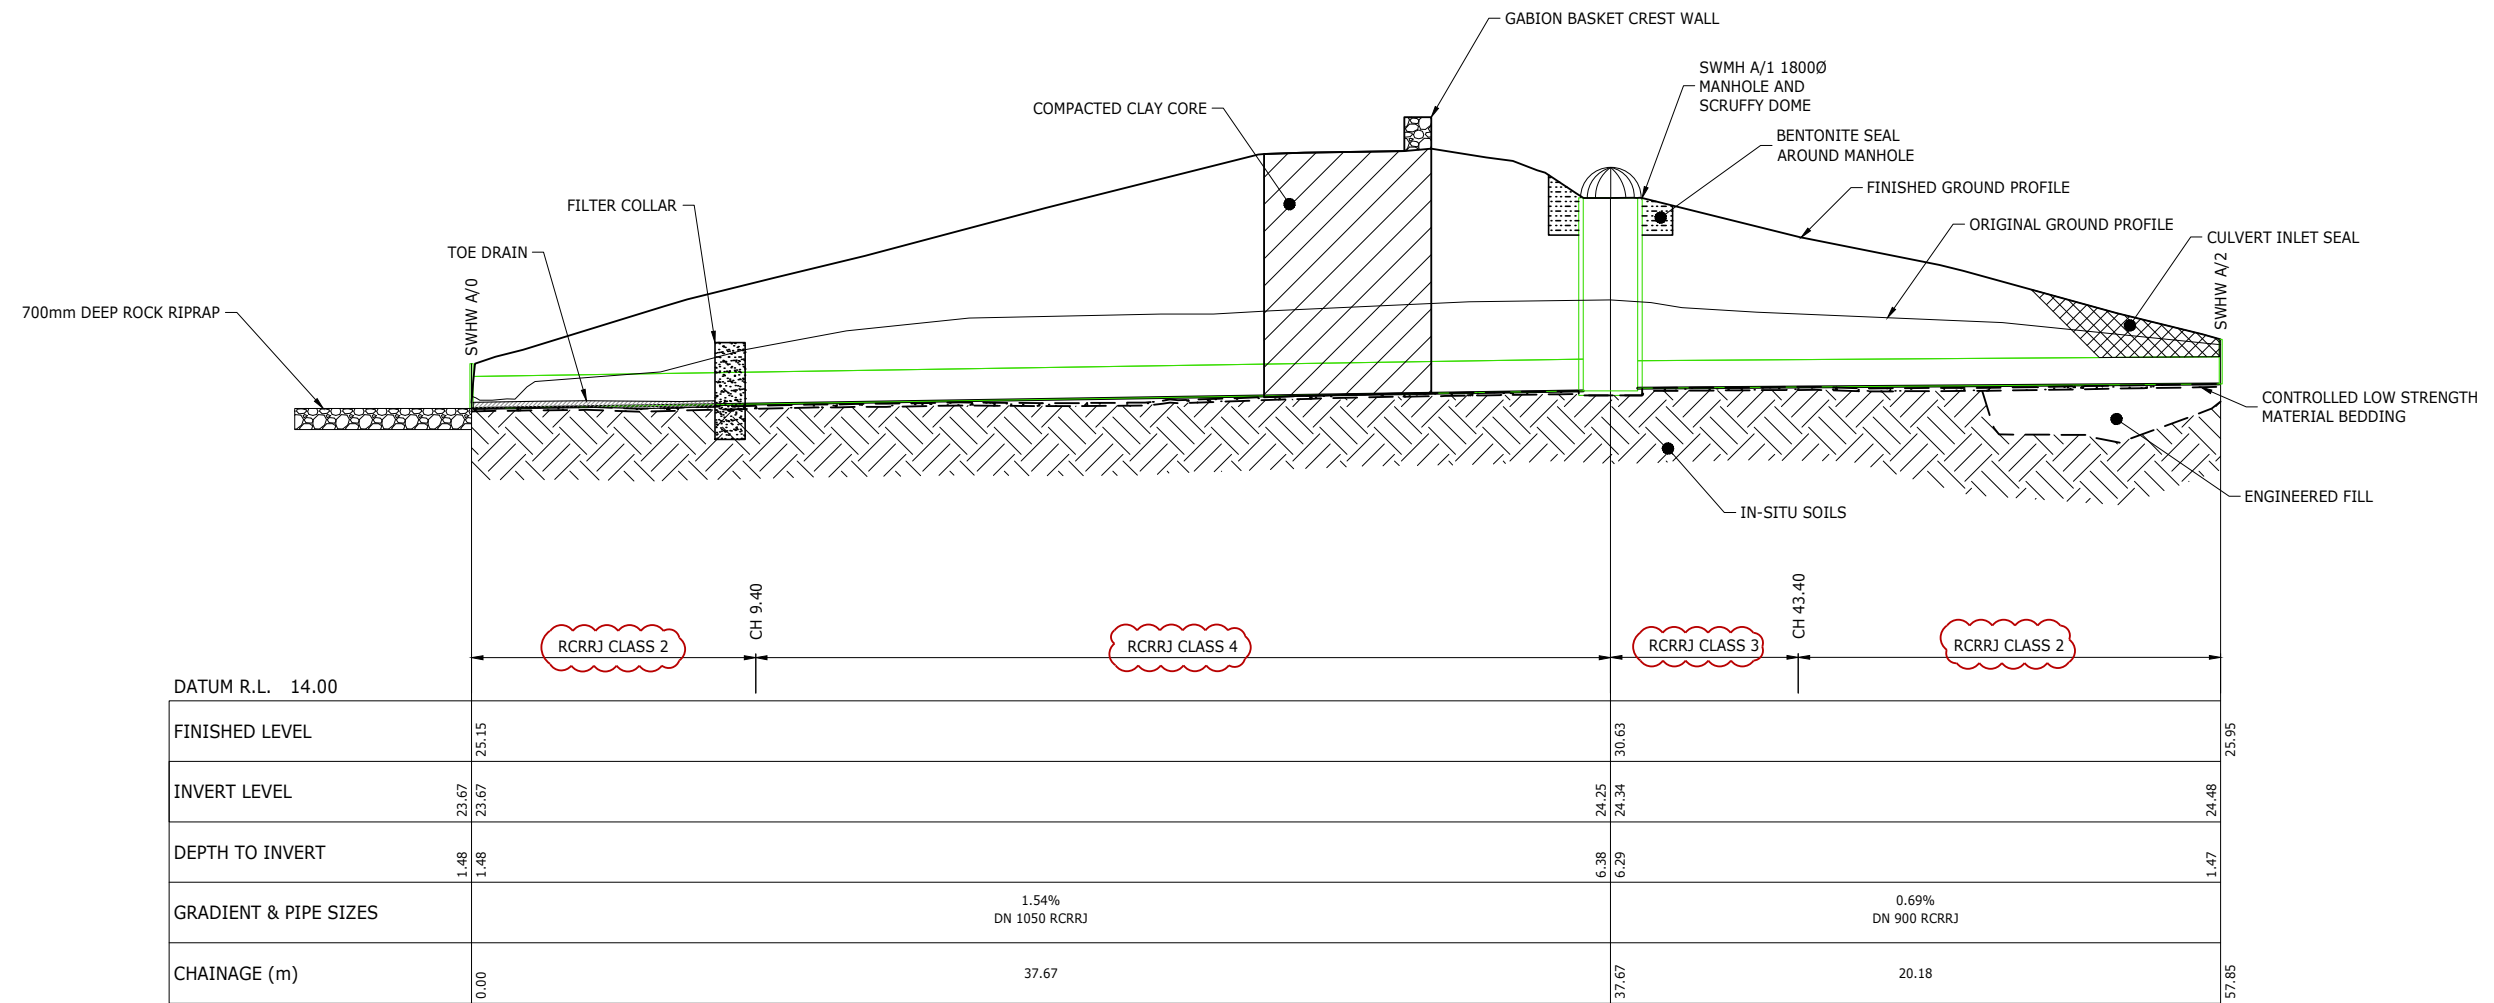 GABION BASKET CREST WALL
SWMH A/1 1800Ø
MANHOLE AND
SCRUFFY DOME
COMPACTED CLAY CORE
BENTONITE SEAL
AROUND MANHOLE
FINISHED GROUND PROFILE
FILTER COLLAR
ORIGINAL GROUND PROFILE
CULVERT INLET SEAL
TOE DRAIN
SWHW A/0
SWHW A/2
700mm DEEP ROCK RIPRAP
CONTROLLED LOW STRENGTH
MATERIAL BEDDING
ENGINEERED FILL
IN-SITU SOILS
CH 9.40
CH 43.40
RCRRJ CLASS 2
RCRRJ CLASS 4
RCRRJ CLASS 3
RCRRJ CLASS 2
DATUM R.L. 14.00
FINISHED LEVEL
25.15
30.63
25.95
INVERT LEVEL
23.67
23.67
24.25
24.34
24.48
DEPTH TO INVERT
1.48
1.48
6.38
6.29
1.47
GRADIENT & PIPE SIZES
1.54%
DN 1050 RCRRJ
0.69%
DN 900 RCRRJ
CHAINAGE (m)
0.00
37.67
37.67
20.18
57.85